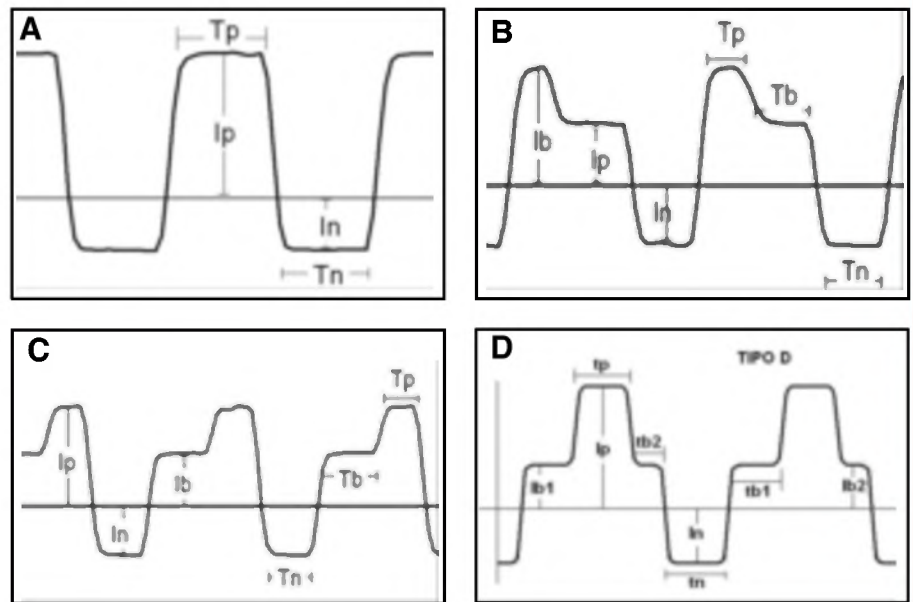 A
Tp
Ip
In
Tn
B
Tp
Tb
Ib
Ip
In
Tn
C
Tp
Ip
Ib
Tb
In
Tn
D
TIPO D
tp
Ip
tb2
Ib1
tb1
Ib2
In
tn